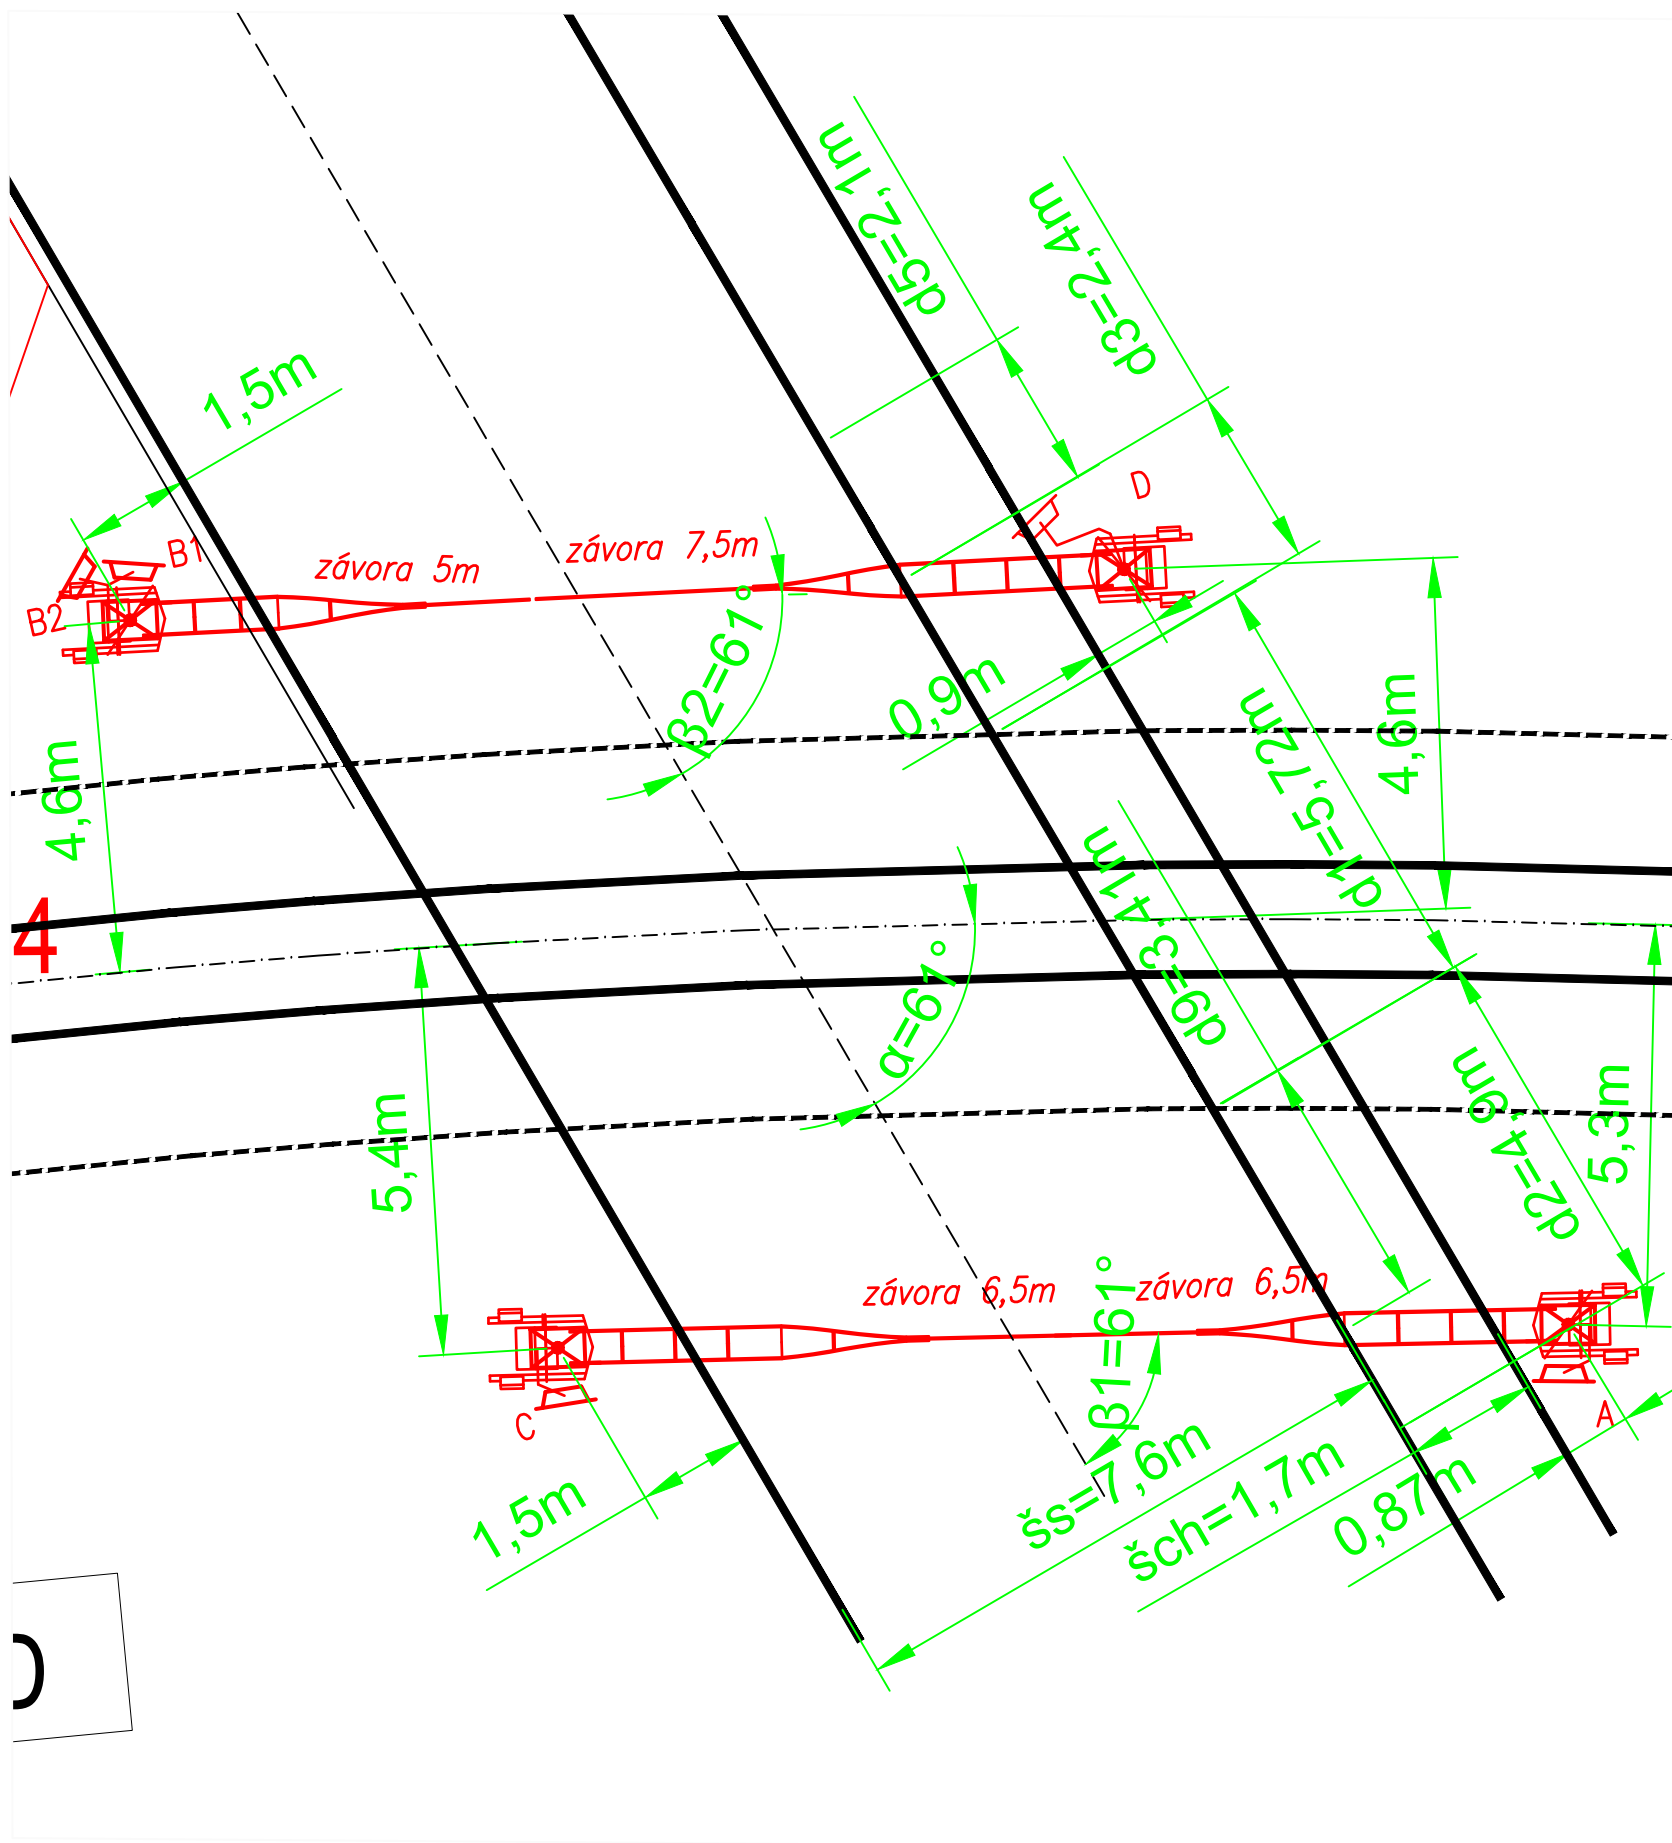 d5=2,1m
d3=2,4m
1,5m
D
B1
závora 5m
závora 7,5m
B2
β2=61°
0,9m
4,6m
4,6m
d1=5,72m
d9=3,41m
4
α=61°
5,4m
d2=4,9m
5,3m
závora 6,5m
závora 6,5m
β1=61°
C
A
1,5m
šs=7,6m
šch=1,7m
0,87m